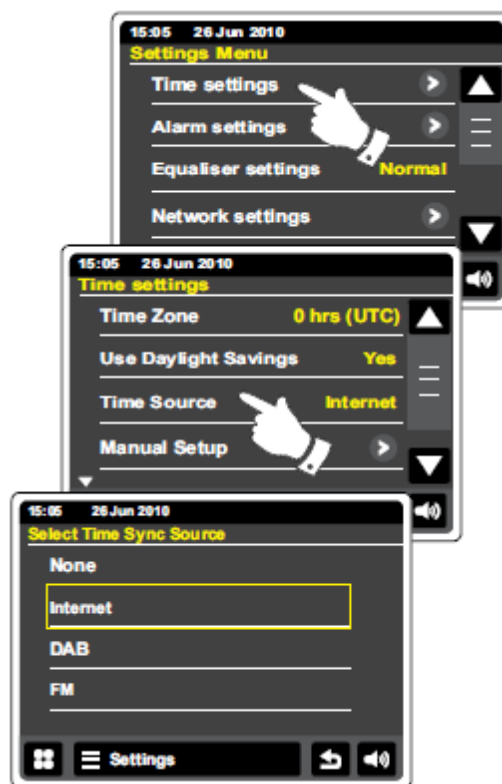 15:05 26 Jun 2010
Settings Menu
Time settings
Alarm settings
Equaliser settings Normal
Network settings
15:05 26 Jun 2010
Time settings
Time Zone 0 hrs (UTC)
Use Daylight Savings Yes
Time Source Internet
Manual Setup
15:05 26 Jun 2010
Select Time Sync Source
None
Internet
DAB
FM
Settings